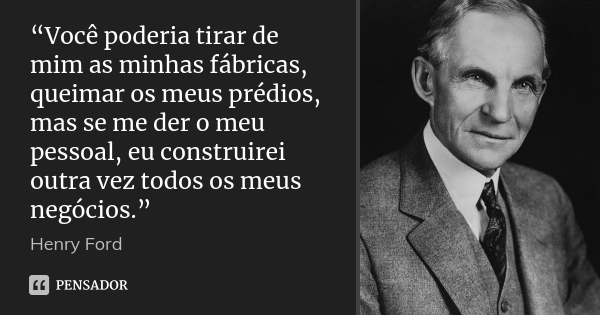 “Você poderia tirar de
mim as minhas fábricas,
queimar os meus prédios,
mas se me der o meu
pessoal, eu construirei
outra vez todos os meus
negócios.”
Henry Ford
PENSADOR